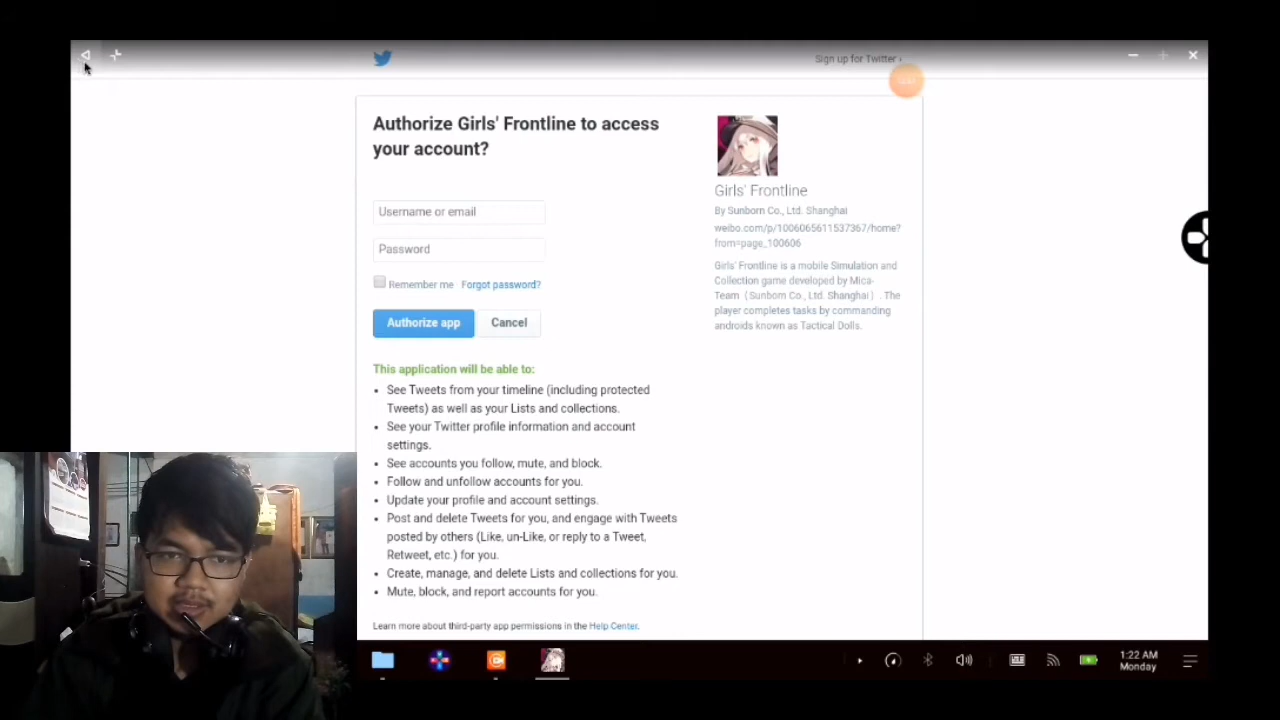 Sign up for Twitter ›
Authorize Girls' Frontline to access
your account?
Username or email
Password
Remember me
Forgot password?
Authorize app
Cancel
This application will be able to:
• See Tweets from your timeline (including protected
Tweets) as well as your Lists and collections.
• See your Twitter profile information and account
settings.
• See accounts you follow, mute, and block.
• Follow and unfollow accounts for you.
• Update your profile and account settings.
• Post and delete Tweets for you, and engage with Tweets
posted by others (Like, un-Like, or reply to a Tweet,
Retweet, etc.) for you.
• Create, manage, and delete Lists and collections for you.
• Mute, block, and report accounts for you.
Learn more about third-party app permissions in the Help Center.
Girls' Frontline
By Sunborn Co., Ltd. Shanghai
weibo.com/p/1006065611537367/home?
from=page_100606
Girls' Frontline is a mobile Simulation and
Collection game developed by Mica-
Team（Sunborn Co., Ltd. Shanghai）. The
player completes tasks by commanding
androids known as Tactical Dolls.
1:22 AM
Monday